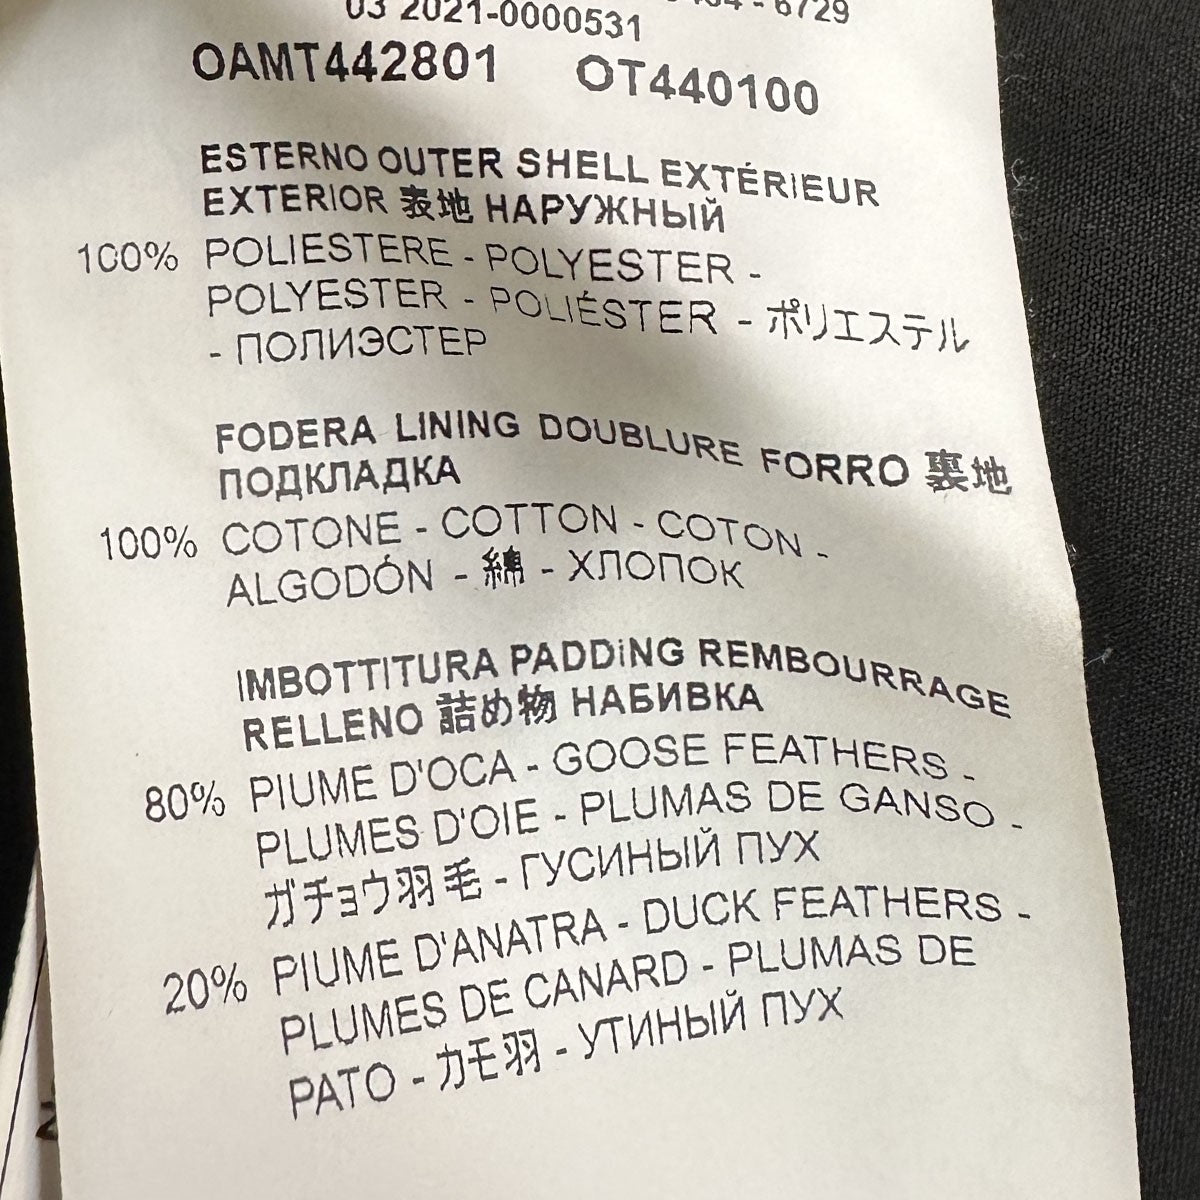 - 6729
03 2021-0000531
OAMT442801 OT440100
ESTERNO OUTER SHELL EXTÉRIEUR
EXTERIOR 表地 НАРУЖНЫЙ
100% POLIESTERE - POLYESTER -
POLYESTER - POLIÉSTER - ポリエステル
- ПОЛИЭСТЕР
FODERA LINING DOUBLURE FORRO 裏地
ПОДКЛАДКА
100% COTONE - COTTON - COTON -
ALGODÓN - 綿 - ХЛОПОК
IMBOTTITURA PADDİNG REMBOURRAGE
RELLENO 詰め物 НАБИВКА
80% PIUME D'OCA - GOOSE FEATHERS -
PLUMES D'OIE - PLUMAS DE GANSO -
ガチョウ羽毛 - ГУСИНЫЙ ПУХ
20% PIUME D'ANATRA - DUCK FEATHERS -
PLUMES DE CANARD - PLUMAS DE
PATO - カモ羽 - УТИНЫЙ ПУХ